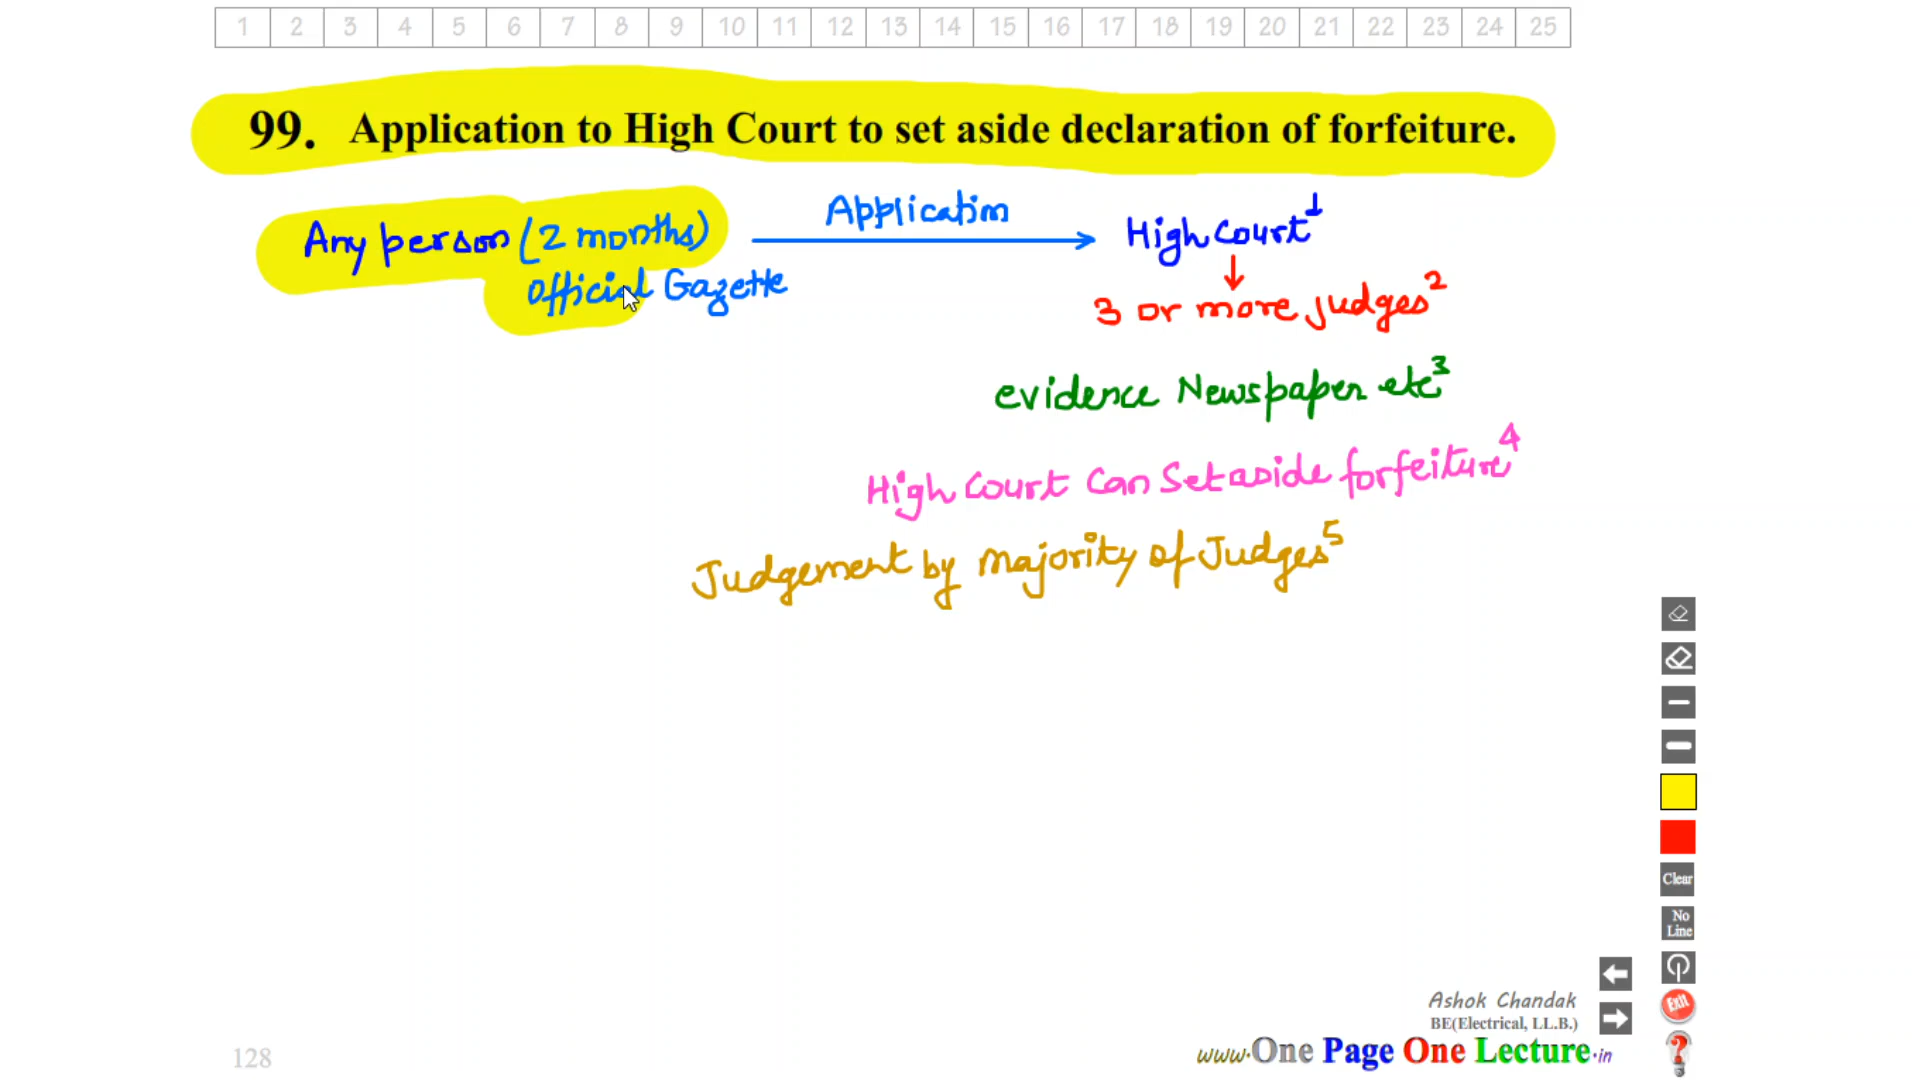 1 2 3 4 5 6 7 8 9 10 11 12 13 14 15 16 17 18 19 20 21 22 23 24 25
99. Application to High Court to set aside declaration of forfeiture.
Any person (2 months) Application High Court 1
Official Gazette
3 or more judges 2
evidence Newspaper etc 3
High Court Can Set aside forfeiture 4
Judgement by Majority of Judges 5
Clear
No
Line
Exit
?
Ashok Chandak
BE(Electrical, LL.B.)
www.One Page One Lecture.in
128